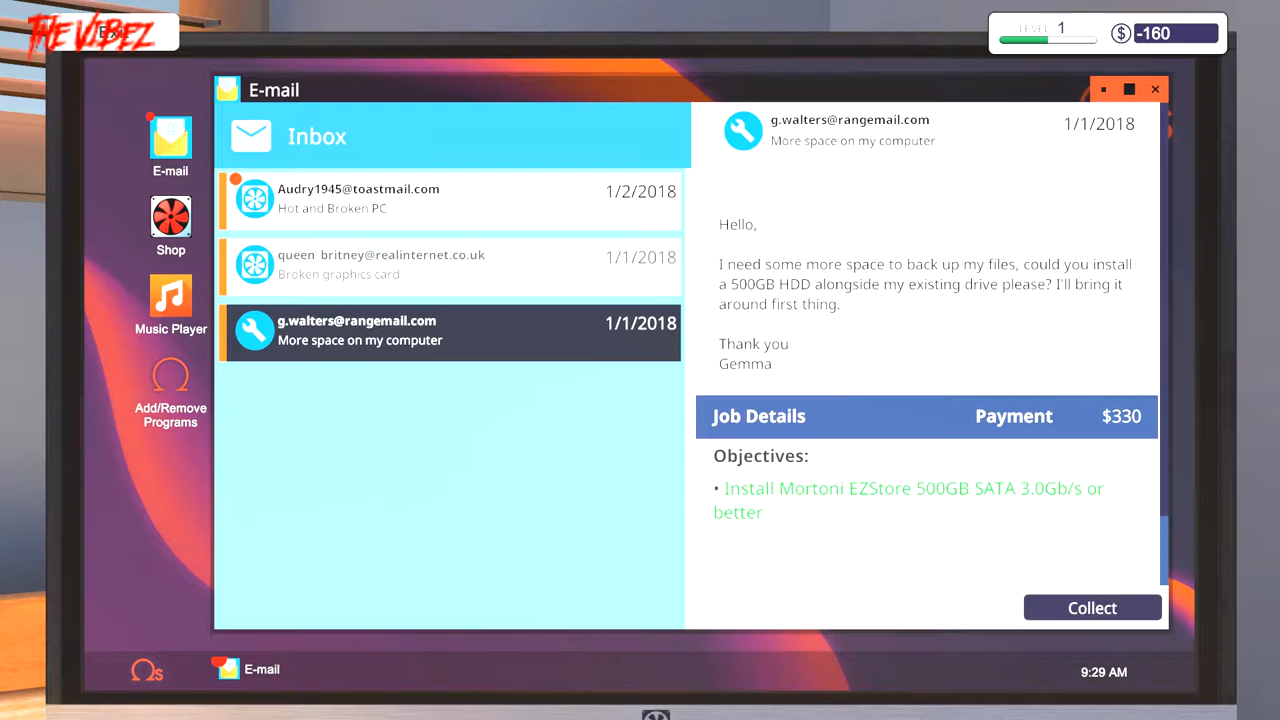 THE VIBEZ
LEVEL 1
$ -160
E-mail
E-mail
Shop
Music Player
Add/Remove
Programs
Inbox
Audry1945@toastmail.com
1/2/2018
Hot and Broken PC
queen britney@realinternet.co.uk
1/1/2018
Broken graphics card
g.walters@rangemail.com
1/1/2018
More space on my computer
g.walters@rangemail.com
1/1/2018
More space on my computer
Hello,
I need some more space to back up my files, could you install
a 500GB HDD alongside my existing drive please? I'll bring it
around first thing.
Thank you
Gemma
Job Details Payment $330
Objectives:
• Install Mortoni EZStore 500GB SATA 3.0Gb/s or
better
Collect
Ωs
E-mail
9:29 AM